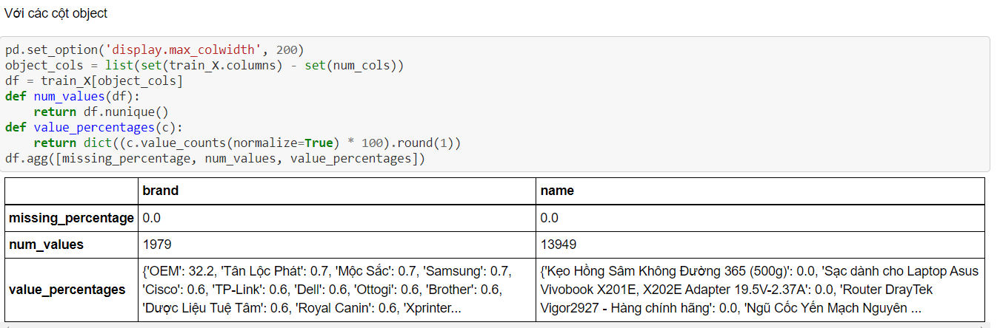 Với các cột object
pd.set_option('display.max_colwidth', 200)
object_cols = list(set(train_X.columns) - set(num_cols))
df = train_X[object_cols]
def num_values(df):
    return df.nunique()
def value_percentages(c):
    return dict((c.value_counts(normalize=True) * 100).round(1))
df.agg([missing_percentage, num_values, value_percentages])
brand name
missing_percentage 0.0 0.0
num_values 1979 13949
value_percentages
{'OEM': 32.2, 'Tân Lộc Phát': 0.7, 'Mộc Sắc': 0.7, 'Samsung': 0.7,
'Cisco': 0.6, 'TP-Link': 0.6, 'Dell': 0.6, 'Ottogi': 0.6, 'Brother': 0.6,
'Dược Liệu Tuệ Tâm': 0.6, 'Royal Canin': 0.6, 'Xprinter...
{'Kẹo Hồng Sâm Không Đường 365 (500g)': 0.0, 'Sạc dành cho Laptop Asus
Vivobook X201E, X202E Adapter 19.5V-2.37A': 0.0, 'Router DrayTek
Vigor2927 - Hàng chính hãng': 0.0, 'Ngũ Cốc Yến Mạch Nguyên ...